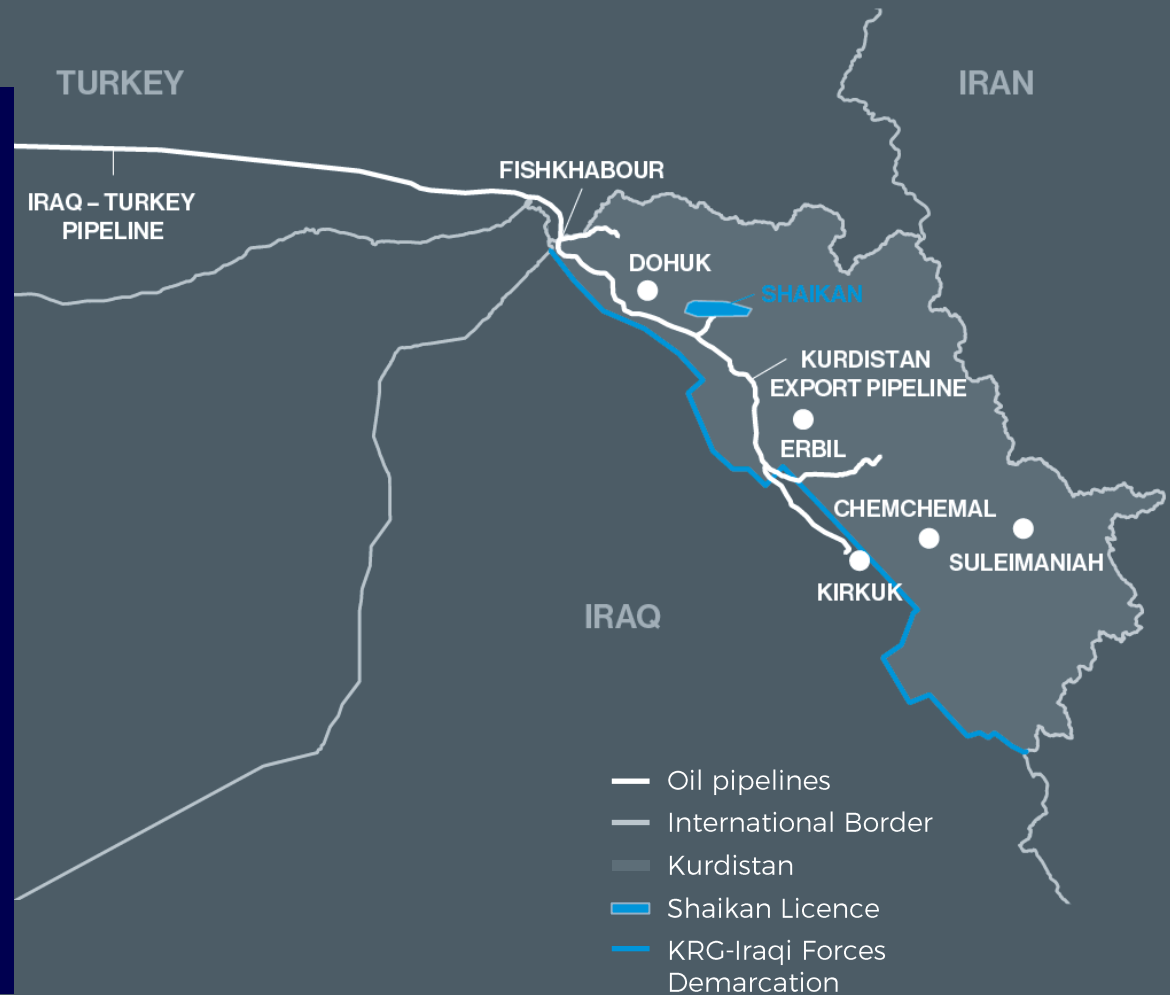 TURKEY
IRAN
FISHKHABOUR
IRAQ – TURKEY
PIPELINE
DOHUK
SHAIKAN
KURDISTAN
EXPORT PIPELINE
ERBIL
CHEMCHEMAL
SULEIMANIAH
KIRKUK
IRAQ
Oil pipelines
International Border
Kurdistan
Shaikan Licence
KRG-Iraqi Forces
Demarcation